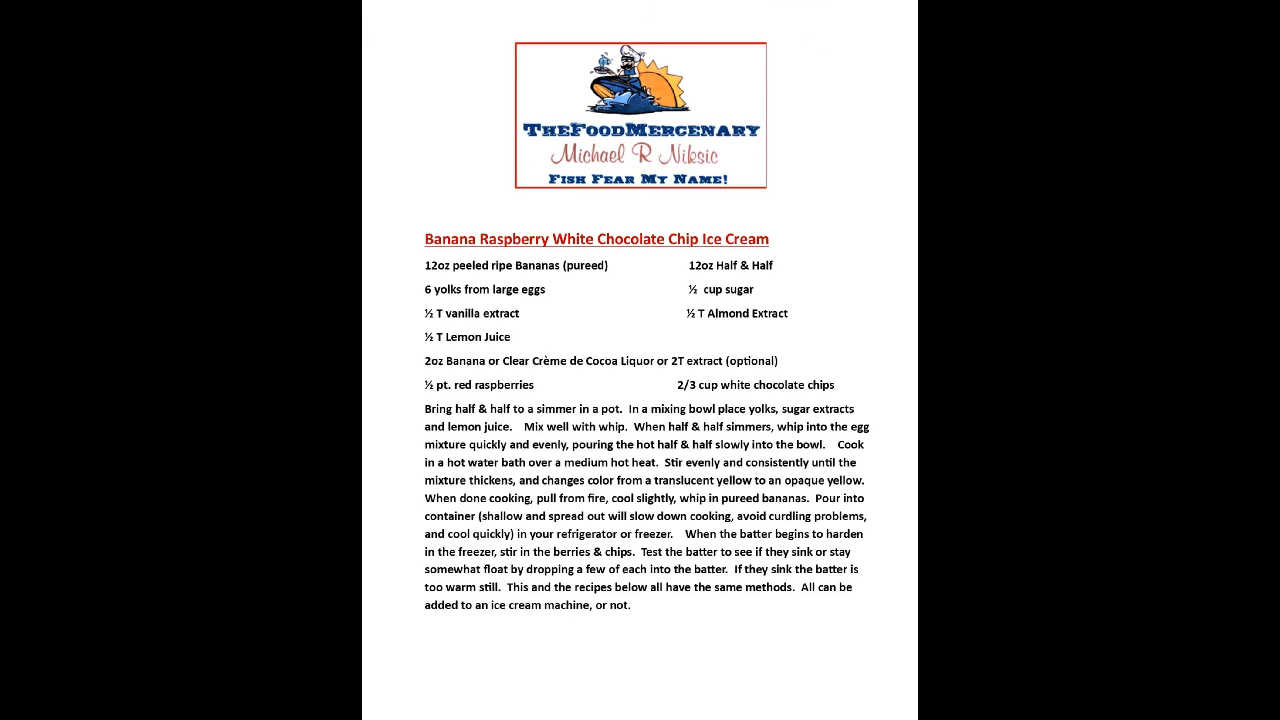 TheFoodMercenary
Michael R Niksic
Fish Fear My Name!
Banana Raspberry White Chocolate Chip Ice Cream
12oz peeled ripe Bananas (pureed) 12oz Half & Half
6 yolks from large eggs ½ cup sugar
½ T vanilla extract ½ T Almond Extract
½ T Lemon Juice
2oz Banana or Clear Crème de Cocoa Liquor or 2T extract (optional)
½ pt. red raspberries 2/3 cup white chocolate chips
Bring half & half to a simmer in a pot. In a mixing bowl place yolks, sugar extracts
and lemon juice. Mix well with whip. When half & half simmers, whip into the egg
mixture quickly and evenly, pouring the hot half & half slowly into the bowl. Cook
in a hot water bath over a medium hot heat. Stir evenly and consistently until the
mixture thickens, and changes color from a translucent yellow to an opaque yellow.
When done cooking, pull from fire, cool slightly, whip in pureed bananas. Pour into
container (shallow and spread out will slow down cooking, avoid curdling problems,
and cool quickly) in your refrigerator or freezer. When the batter begins to harden
in the freezer, stir in the berries & chips. Test the batter to see if they sink or stay
somewhat float by dropping a few of each into the batter. If they sink the batter is
too warm still. This and the recipes below all have the same methods. All can be
added to an ice cream machine, or not.